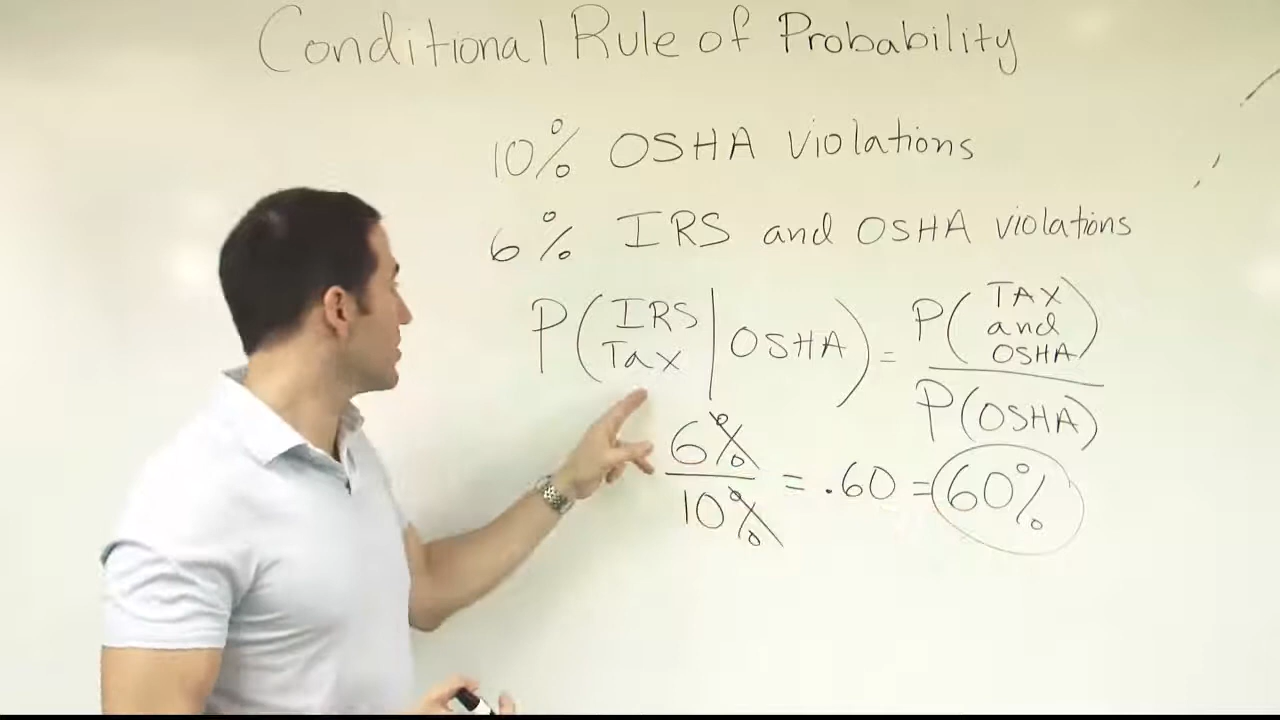 Conditional Rule of Probability
10% OSHA violations
6% IRS and OSHA violations
P(IRS Tax | OSHA) = P(TAX and OSHA) / P(OSHA)
6% / 10% = .60 = 60%